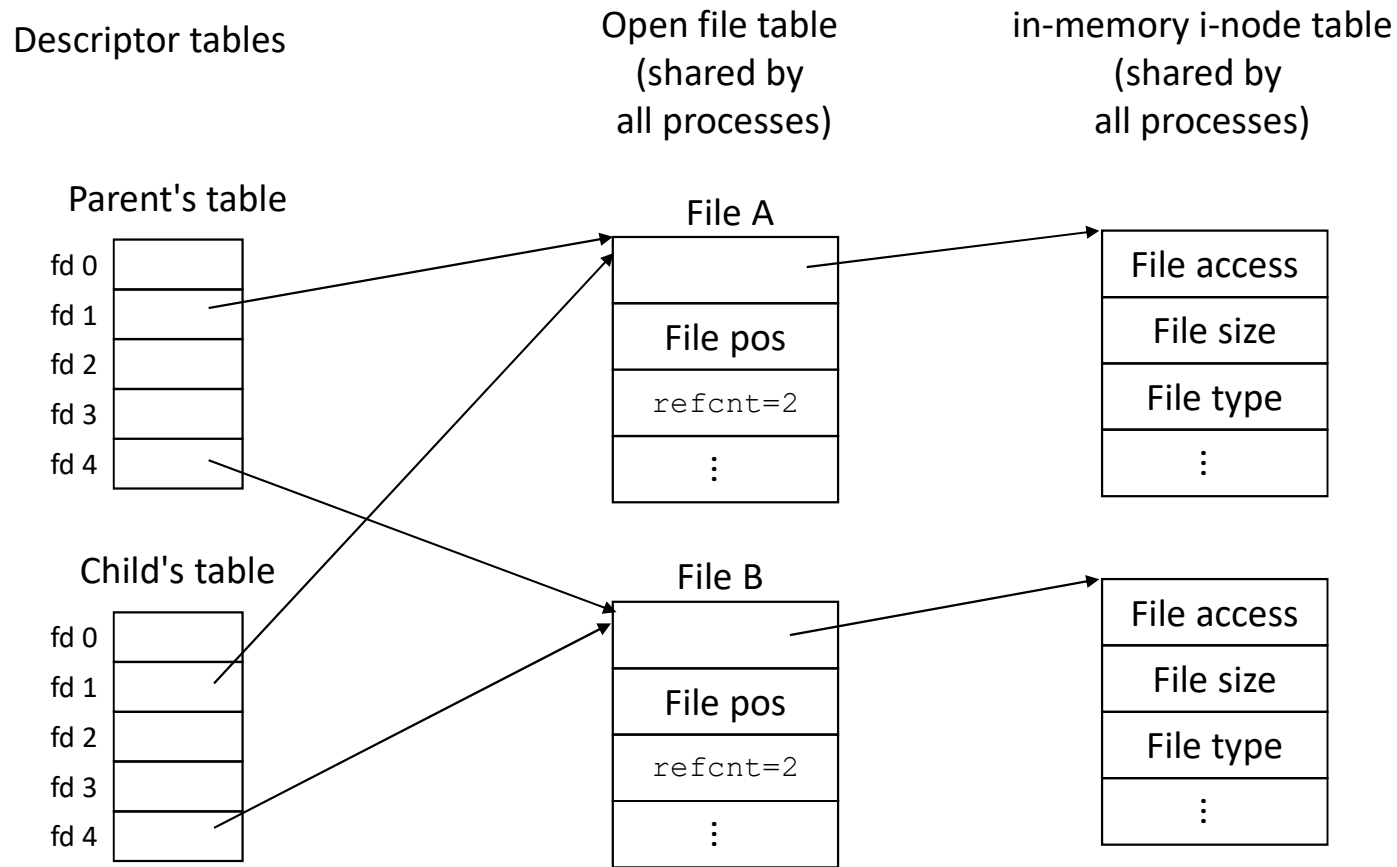 Descriptor tables
Open file table
(shared by
all processes)
in-memory i-node table
(shared by
all processes)
Parent's table
fd 0
fd 1
fd 2
fd 3
fd 4
File A
File pos
refcnt=2
⋮
File access
File size
File type
⋮
Child's table
fd 0
fd 1
fd 2
fd 3
fd 4
File B
File pos
refcnt=2
⋮
File access
File size
File type
⋮